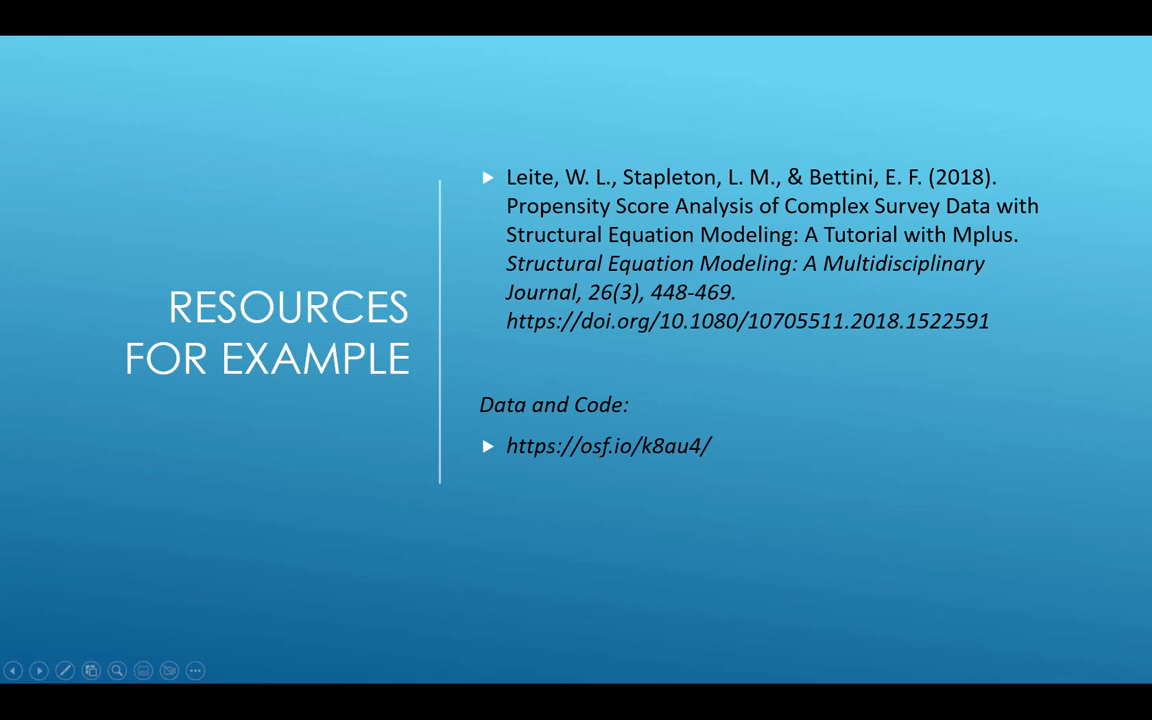 RESOURCES
FOR EXAMPLE
Leite, W. L., Stapleton, L. M., & Bettini, E. F. (2018).
Propensity Score Analysis of Complex Survey Data with
Structural Equation Modeling: A Tutorial with Mplus.
Structural Equation Modeling: A Multidisciplinary
Journal, 26(3), 448-469.
https://doi.org/10.1080/10705511.2018.1522591
Data and Code:
https://osf.io/k8au4/